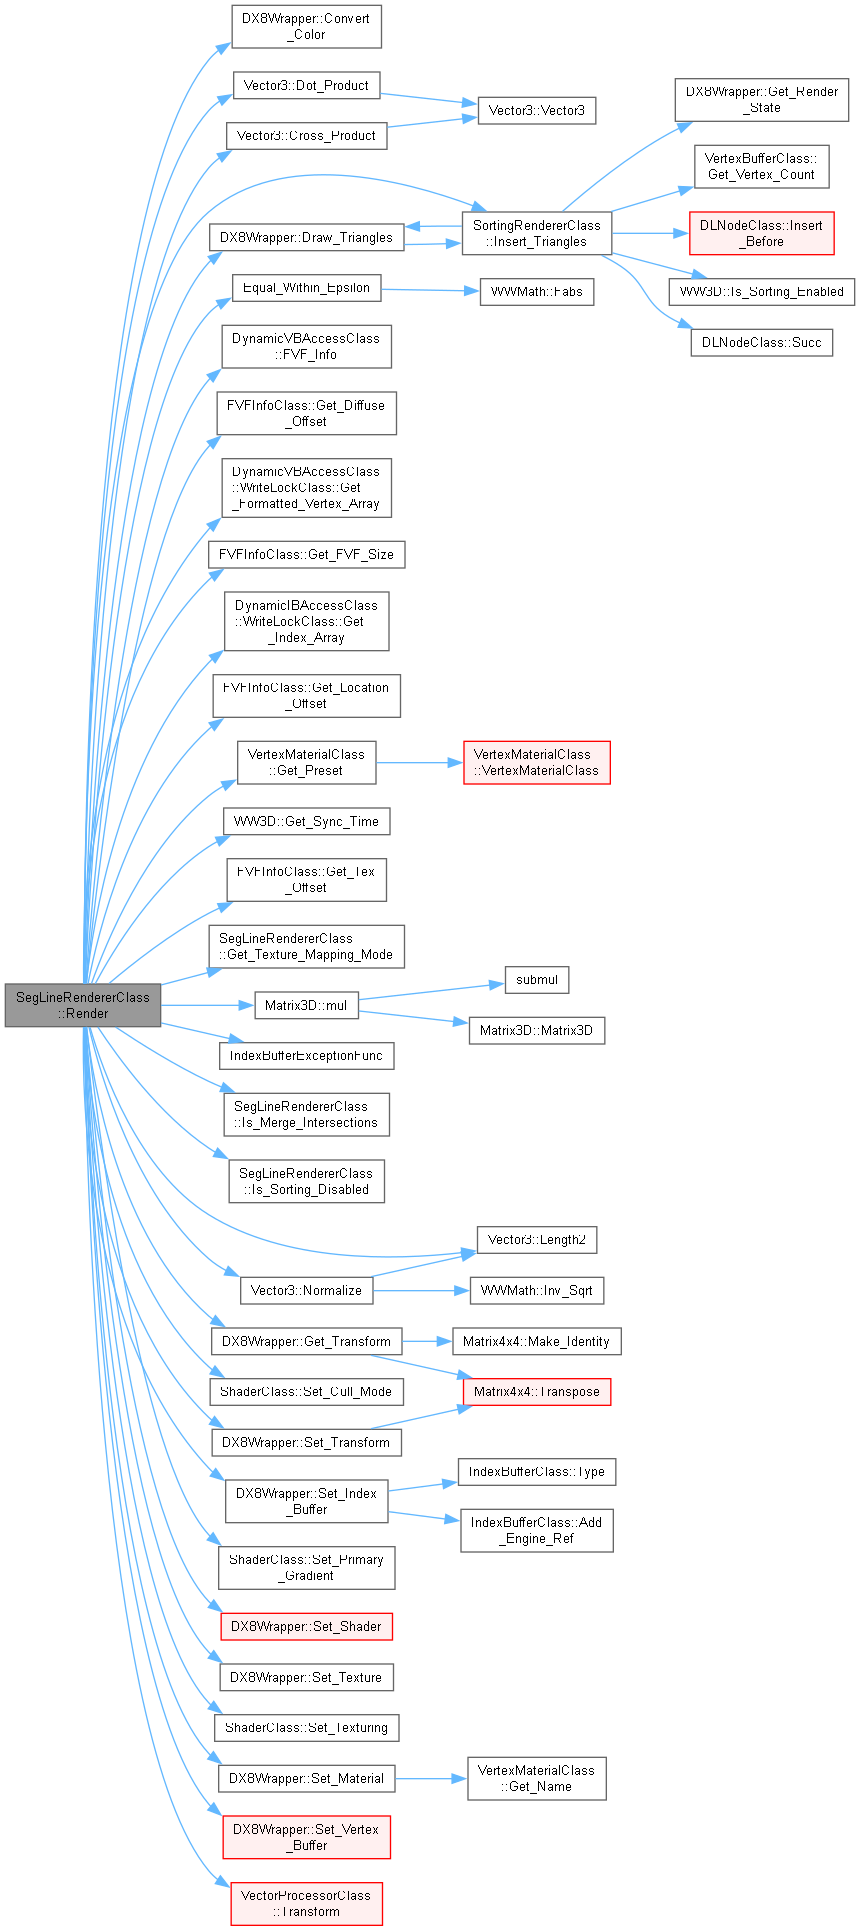 DX8Wrapper::Convert
_Color
Vector3::Dot_Product
Vector3::Cross_Product
Vector3::Vector3
DX8Wrapper::Get_Render
_State
VertexBufferClass::
Get_Vertex_Count
SortingRendererClass
::Insert_Triangles
DLNodeClass::Insert
_Before
DX8Wrapper::Draw_Triangles
WW3D::Is_Sorting_Enabled
Equal_Within_Epsilon
WWMath::Fabs
DLNodeClass::Succ
DynamicVBAccessClass
::FVF_Info
FVFInfoClass::Get_Diffuse
_Offset
DynamicVBAccessClass
::WriteLockClass::Get
_Formatted_Vertex_Array
FVFInfoClass::Get_FVF_Size
DynamicIBAccessClass
::WriteLockClass::Get
_Index_Array
FVFInfoClass::Get_Location
_Offset
VertexMaterialClass
::Get_Preset
VertexMaterialClass
::VertexMaterialClass
WW3D::Get_Sync_Time
FVFInfoClass::Get_Tex
_Offset
SegLineRendererClass
::Get_Texture_Mapping_Mode
SegLineRendererClass
::Render
Matrix3D::mul
submul
Matrix3D::Matrix3D
IndexBufferExceptionFunc
SegLineRendererClass
::Is_Merge_Intersections
SegLineRendererClass
::Is_Sorting_Disabled
Vector3::Length2
Vector3::Normalize
WWMath::Inv_Sqrt
DX8Wrapper::Get_Transform
Matrix4x4::Make_Identity
ShaderClass::Set_Cull_Mode
Matrix4x4::Transpose
DX8Wrapper::Set_Transform
DX8Wrapper::Set_Index
_Buffer
IndexBufferClass::Type
IndexBufferClass::Add
_Engine_Ref
ShaderClass::Set_Primary
_Gradient
DX8Wrapper::Set_Shader
DX8Wrapper::Set_Texture
ShaderClass::Set_Texturing
DX8Wrapper::Set_Material
VertexMaterialClass
::Get_Name
DX8Wrapper::Set_Vertex
_Buffer
VectorProcessorClass
::Transform